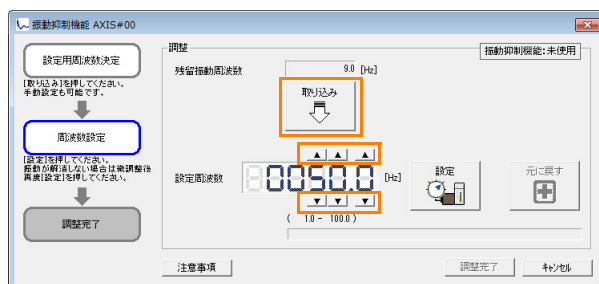 振動抑制機能 AXIS#00
設定用周波数決定
[取り込み]を押してください。
手動設定も可能です。
周波数設定
[設定]を押してください。
振動が解消しない場合は微調整後
再度[設定]を押してください。
調整完了
調整
振動抑制機能:未使用
残留振動周波数
9.0 [Hz]
取り込み
設定周波数
0050.0 [Hz]
設定
元に戻す
( 1.0 - 100.0 )
注意事項
調整完了
キャンセル